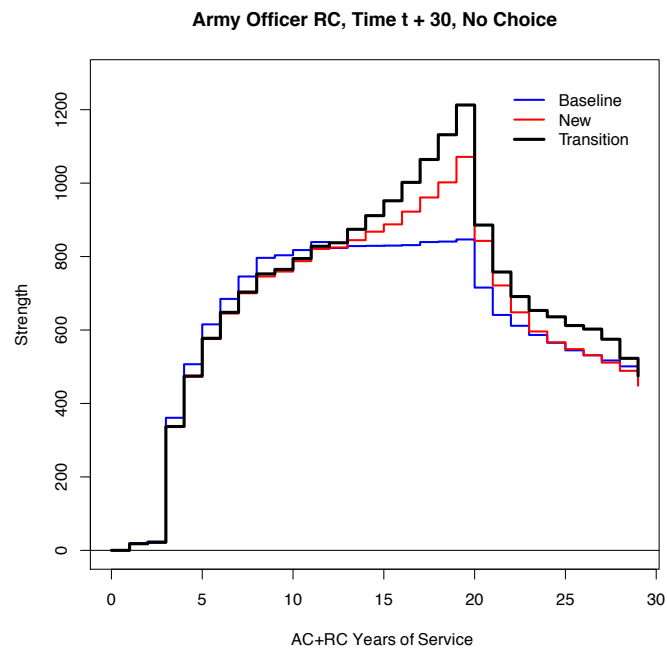 Army Officer RC, Time t + 30, No Choice
Baseline
New
Transition
Strength
1200
1000
800
600
400
200
0
0 5 10 15 20 25 30
AC+RC Years of Service